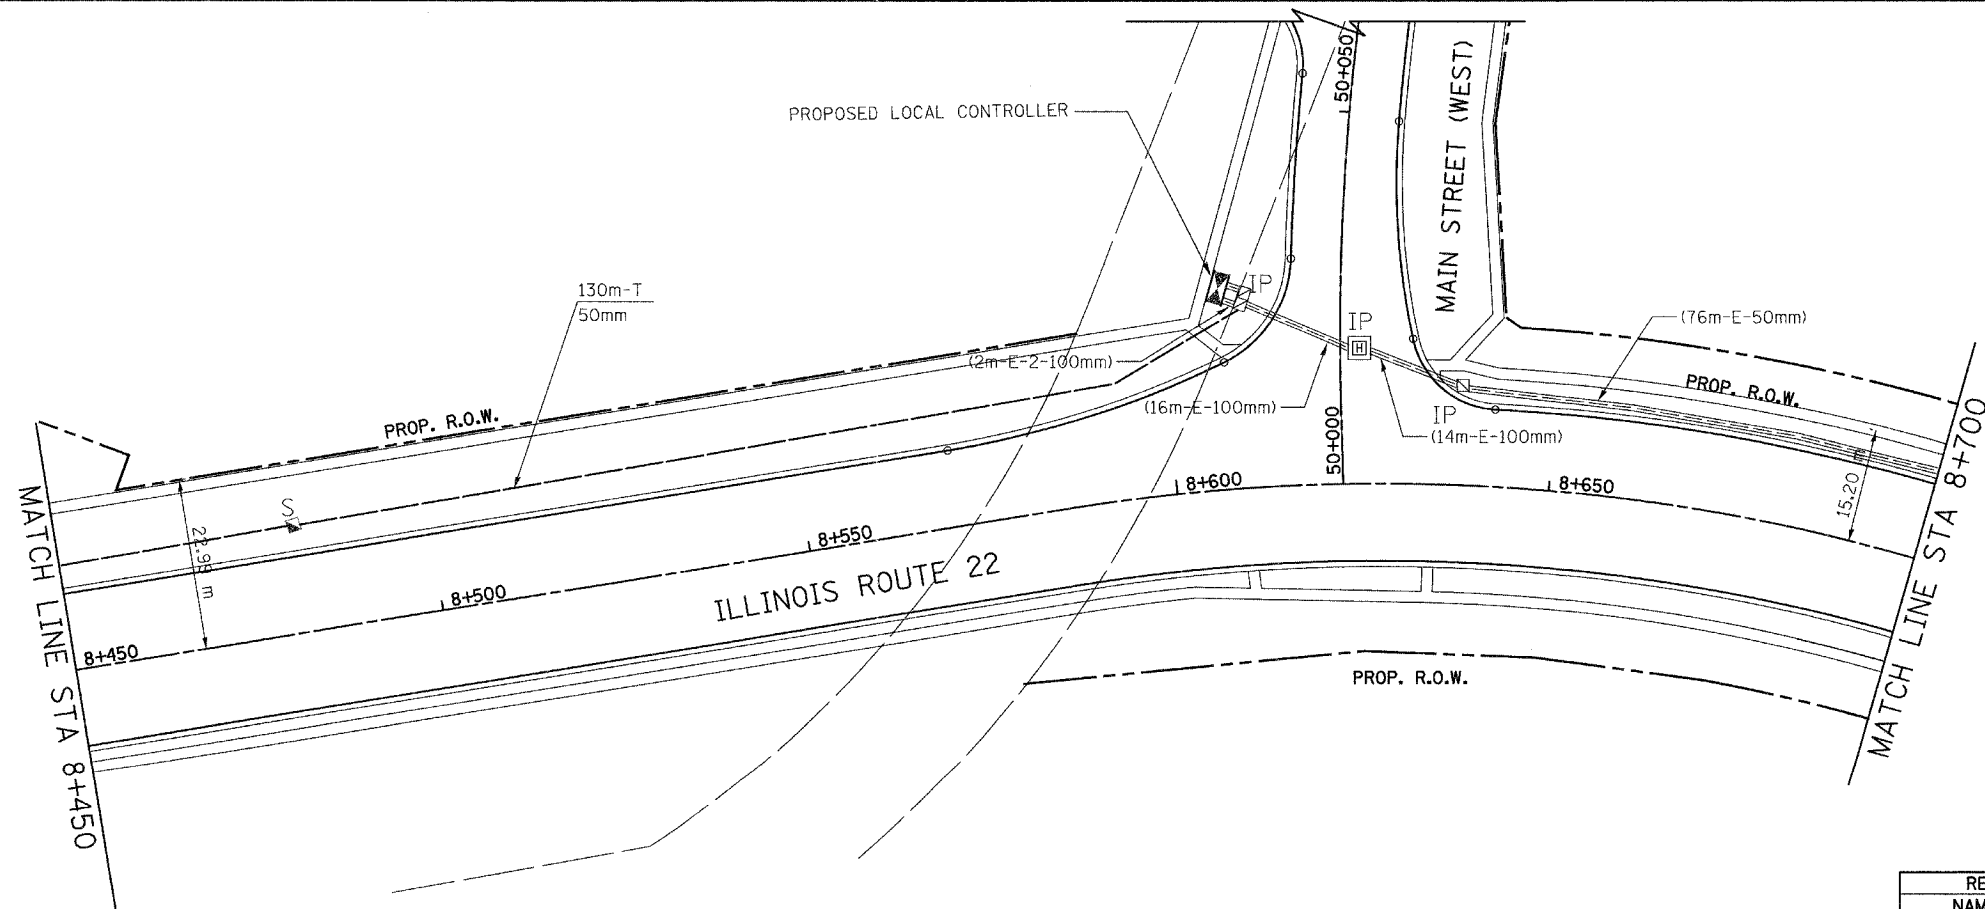 50+050
MAIN STREET (WEST)
PROPOSED LOCAL CONTROLLER
130m-T
50mm
IP
IP
(76m-E-50mm)
(2m-E-2-100mm)
PROP. R.O.W.
(16m-E-100mm)
IP
(14m-E-100mm)
PROP. R.O.W.
H
50+000
S
22.99 m
15.20 m
8+450
8+500
8+550
8+600
8+650
ILLINOIS ROUTE 22
PROP. R.O.W.
MATCH LINE STA 8+450
MATCH LINE STA 8+700
RE
NAM